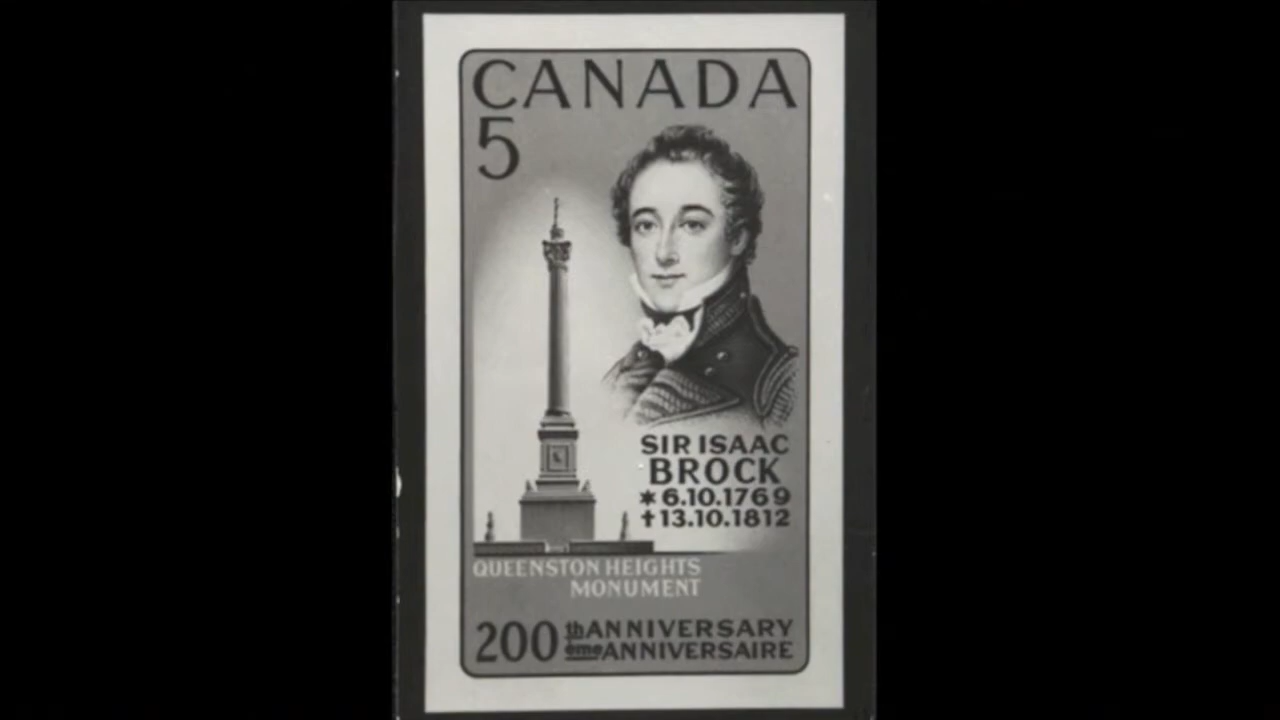 CANADA
5
SIR ISAAC
BROCK
* 6.10.1769
† 13.10.1812
QUEENSTON HEIGHTS
MONUMENT
200 th ANNIVERSARY
ème ANNIVERSAIRE